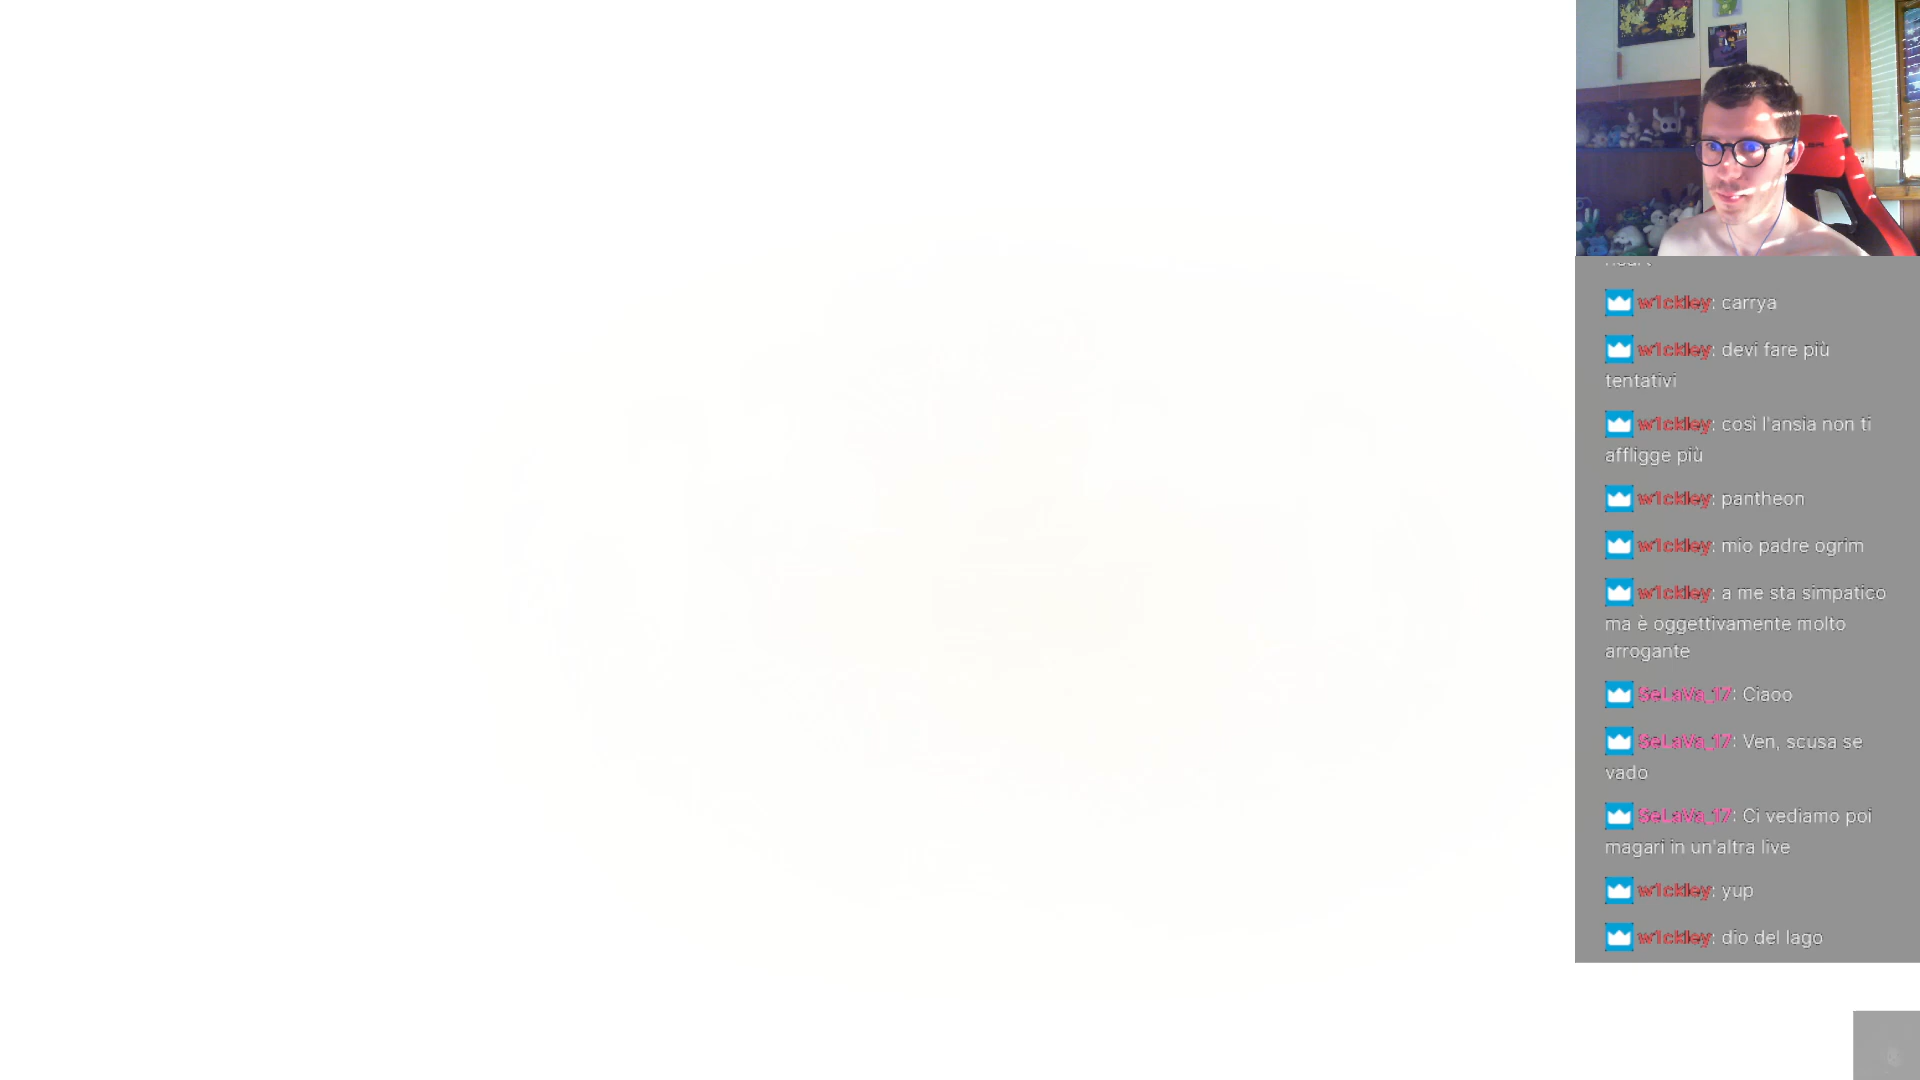 w1ckley: carrya
w1ckley: devi fare più
tentativi
w1ckley: così l'ansia non ti
affligge più
w1ckley: pantheon
w1ckley: mio padre ogrim
w1ckley: a me sta simpatico
ma è oggettivamente molto
arrogante
SeLaVa_17: Ciaoo
SeLaVa_17: Ven, scusa se
vado
SeLaVa_17: Ci vediamo poi
magari in un'altra live
w1ckley: yup
w1ckley: dio del lago